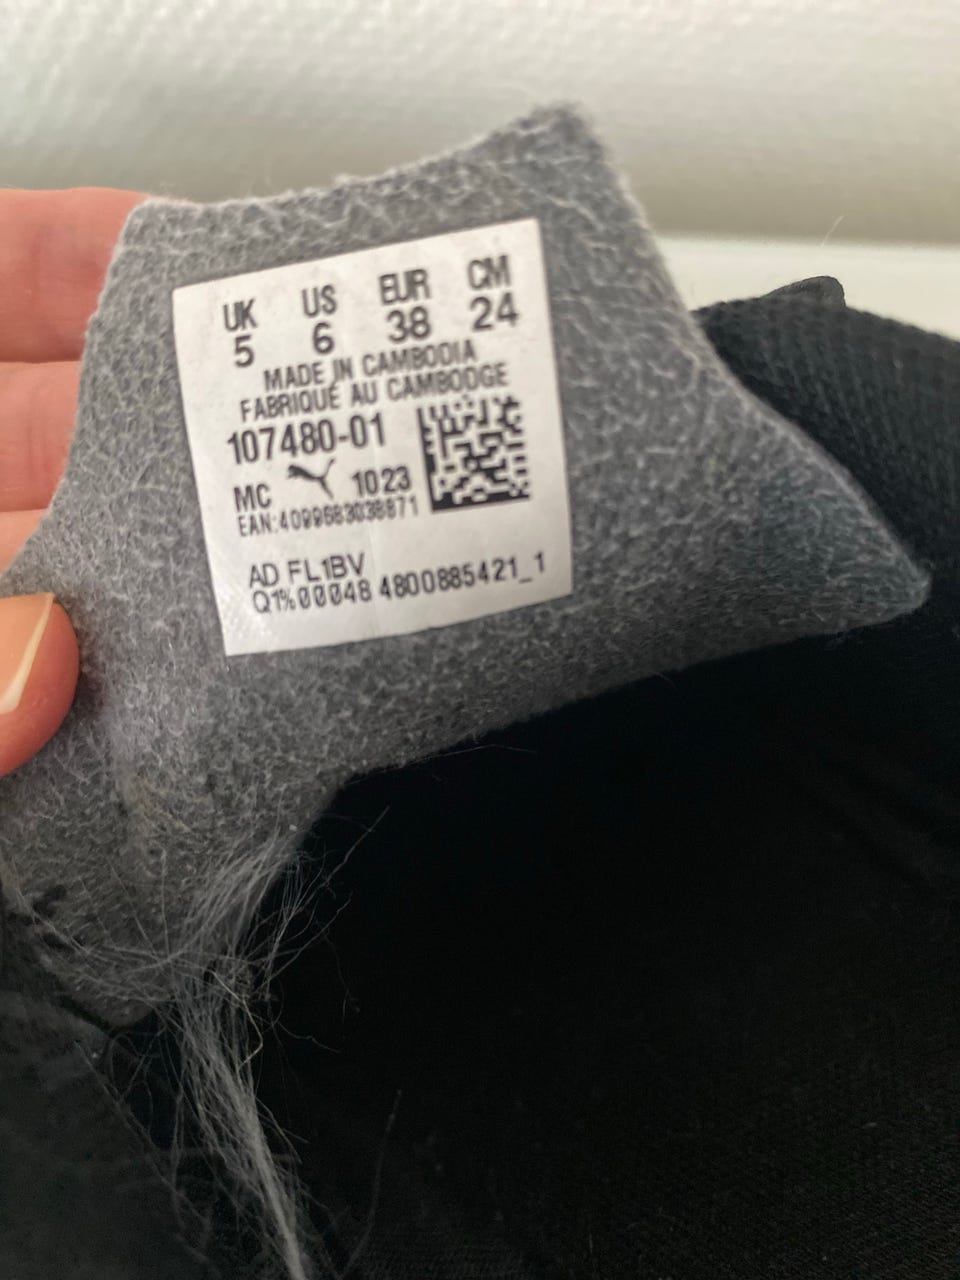 UK US EUR CM
5 6 38 24
MADE IN CAMBODIA
FABRIQUÉ AU CAMBODGE
107480-01
MC 1023
EAN:4099683038871
AD FL1BV
Q1%00048 4800885421_1